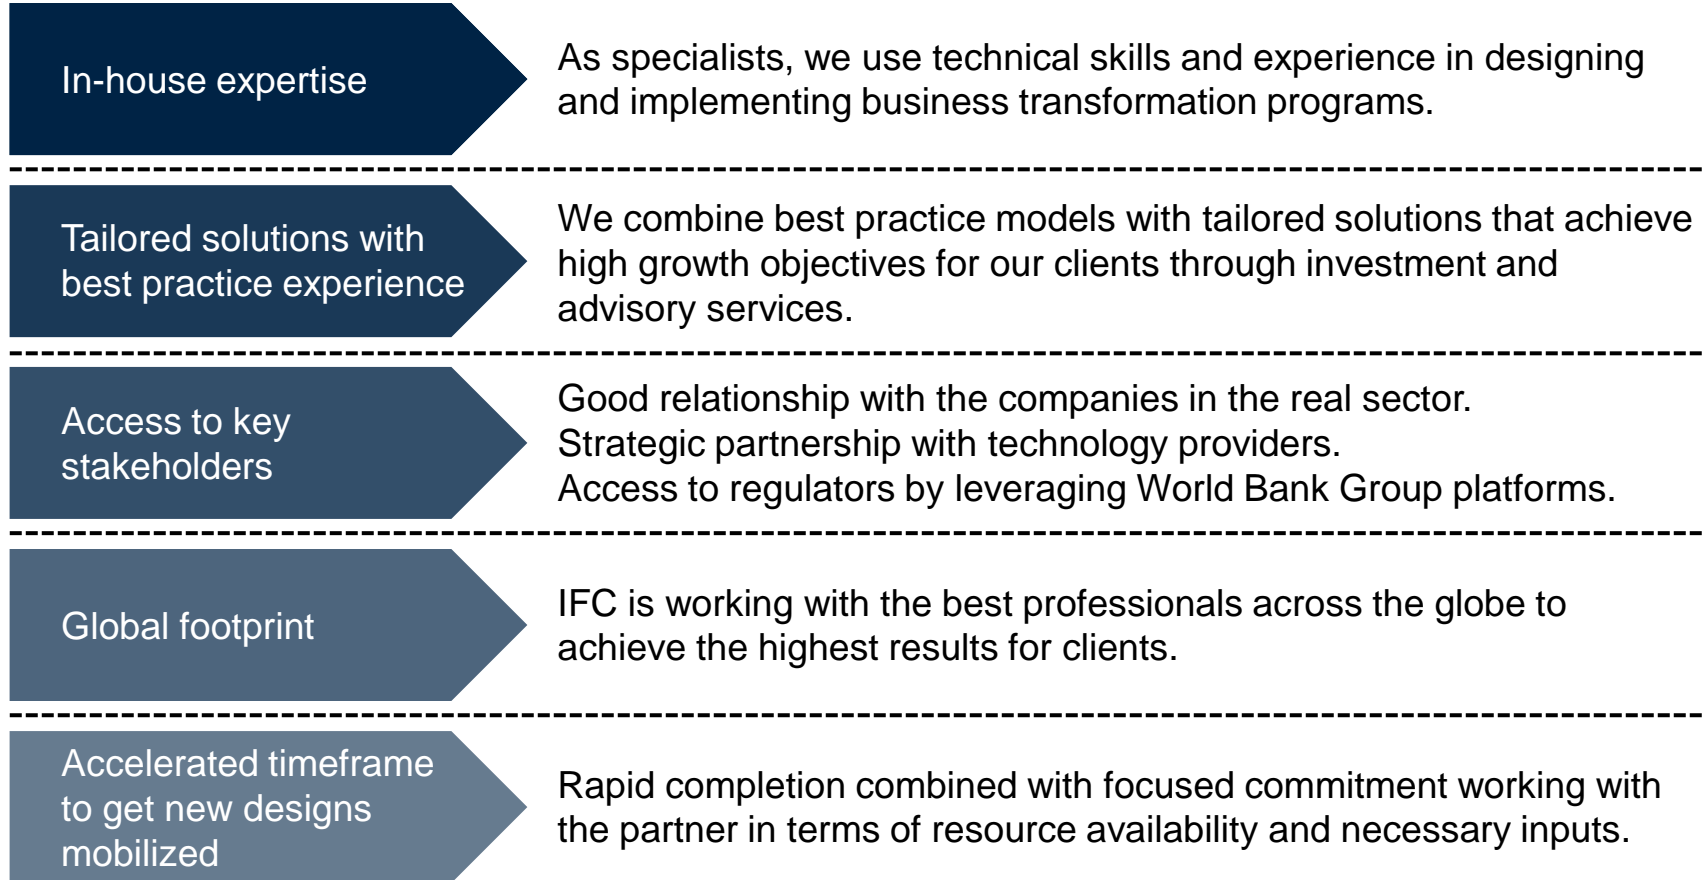 In-house expertise
As specialists, we use technical skills and experience in designing
and implementing business transformation programs.
Tailored solutions with
best practice experience
We combine best practice models with tailored solutions that achieve
high growth objectives for our clients through investment and
advisory services.
Access to key
stakeholders
Good relationship with the companies in the real sector.
Strategic partnership with technology providers.
Access to regulators by leveraging World Bank Group platforms.
Global footprint
IFC is working with the best professionals across the globe to
achieve the highest results for clients.
Accelerated timeframe
to get new designs
mobilized
Rapid completion combined with focused commitment working with
the partner in terms of resource availability and necessary inputs.